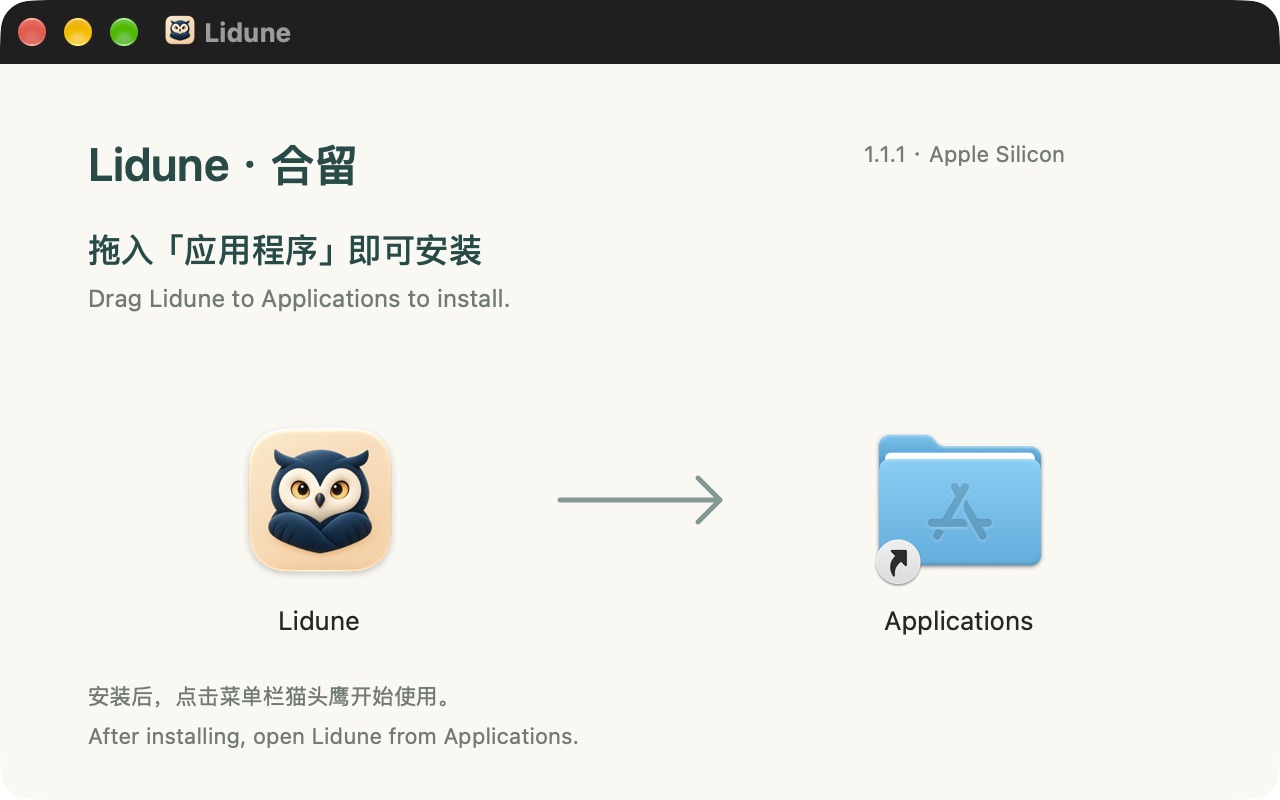 Lidune
Lidune · 合留
1.1.1 · Apple Silicon
拖入「应用程序」即可安装
Drag Lidune to Applications to install.
Lidune
Applications
安装后，点击菜单栏猫头鹰开始使用。
After installing, open Lidune from Applications.